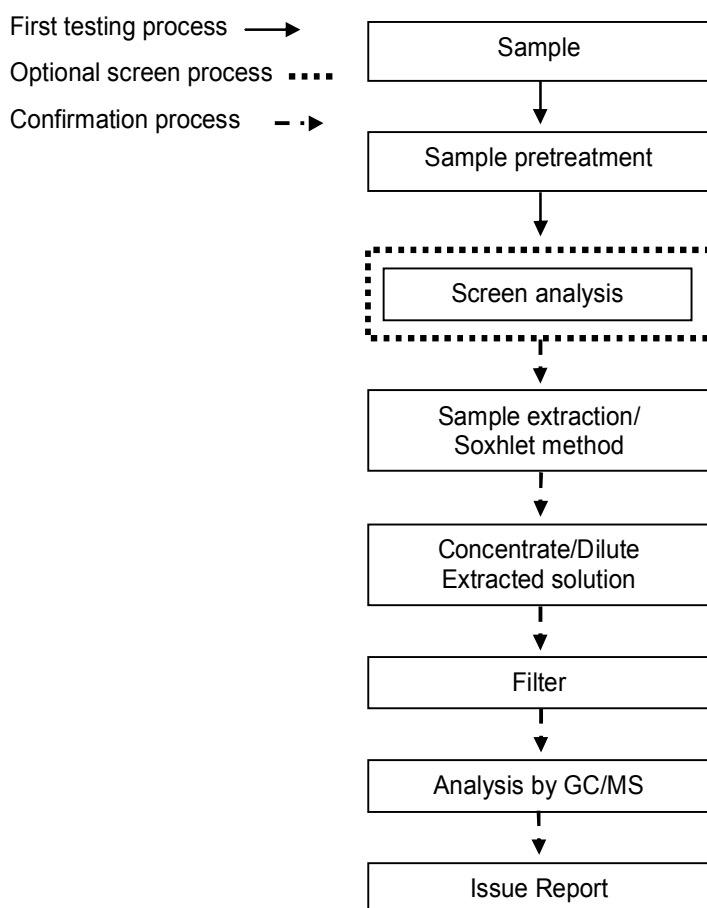 First testing process
Optional screen process
Confirmation process
Sample
Sample pretreatment
Screen analysis
Sample extraction/
Soxhlet method
Concentrate/Dilute
Extracted solution
Filter
Analysis by GC/MS
Issue Report